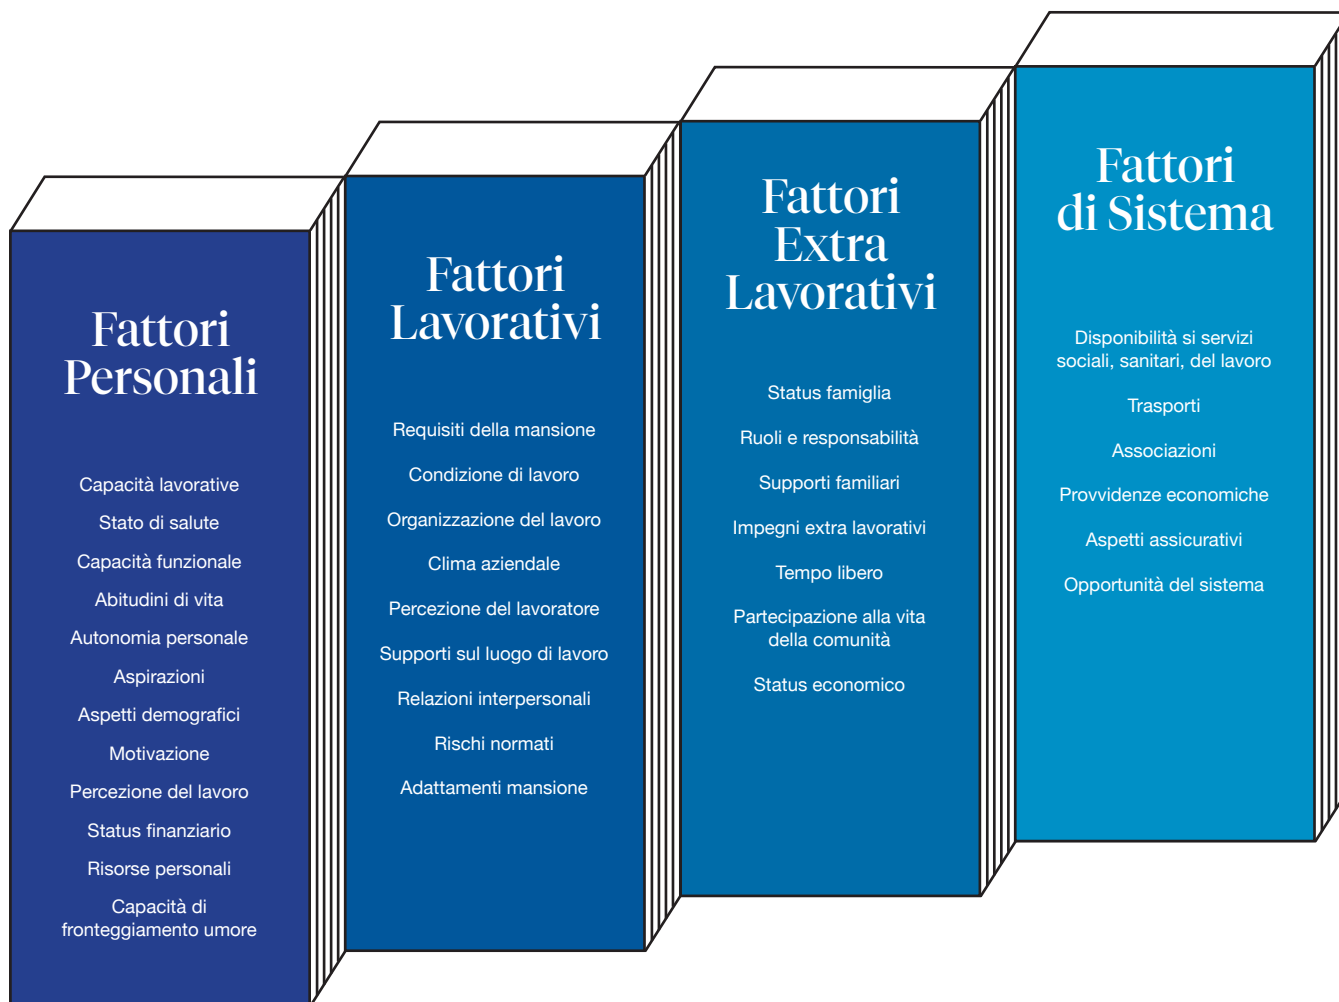 Fattori
Personali
Capacità lavorative
Stato di salute
Capacità funzionale
Abitudini di vita
Autonomia personale
Aspirazioni
Aspetti demografici
Motivazione
Percezione del lavoro
Status finanziario
Risorse personali
Capacità di
fronteggiamento umore
Fattori
Lavorativi
Requisiti della mansione
Condizione di lavoro
Organizzazione del lavoro
Clima aziendale
Percezione del lavoratore
Supporti sul luogo di lavoro
Relazioni interpersonali
Rischi normati
Adattamenti mansione
Fattori
Extra
Lavorativi
Status famiglia
Ruoli e responsabilità
Supporti familiari
Impegni extra lavorativi
Tempo libero
Partecipazione alla vita
della comunità
Status economico
Fattori
di Sistema
Disponibilità si servizi
sociali, sanitari, del lavoro
Trasporti
Associazioni
Provvidenze economiche
Aspetti assicurativi
Opportunità del sistema